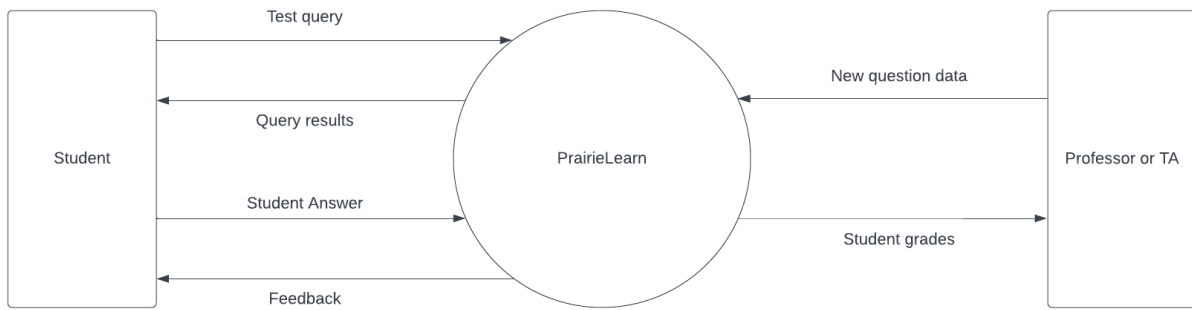 Test query
New question data
Query results
Student
PrairieLearn
Professor or TA
Student Answer
Student grades
Feedback